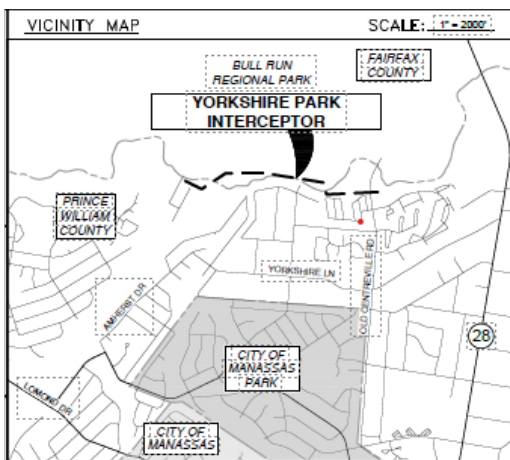 VICINITY MAP
SCALE: 1" = 2000'
BULL RUN
REGIONAL PARK
FAIRFAX
COUNTY
YORKSHIRE PARK
INTERCEPTOR
PRINCE
WILLIAM
COUNTY
YORKSHIRE LN
OLD CENTREVILLE RD
AMHERST DR
28
CITY OF
MANASSAS
PARK
LOMOND DR
CITY OF
MANASSAS